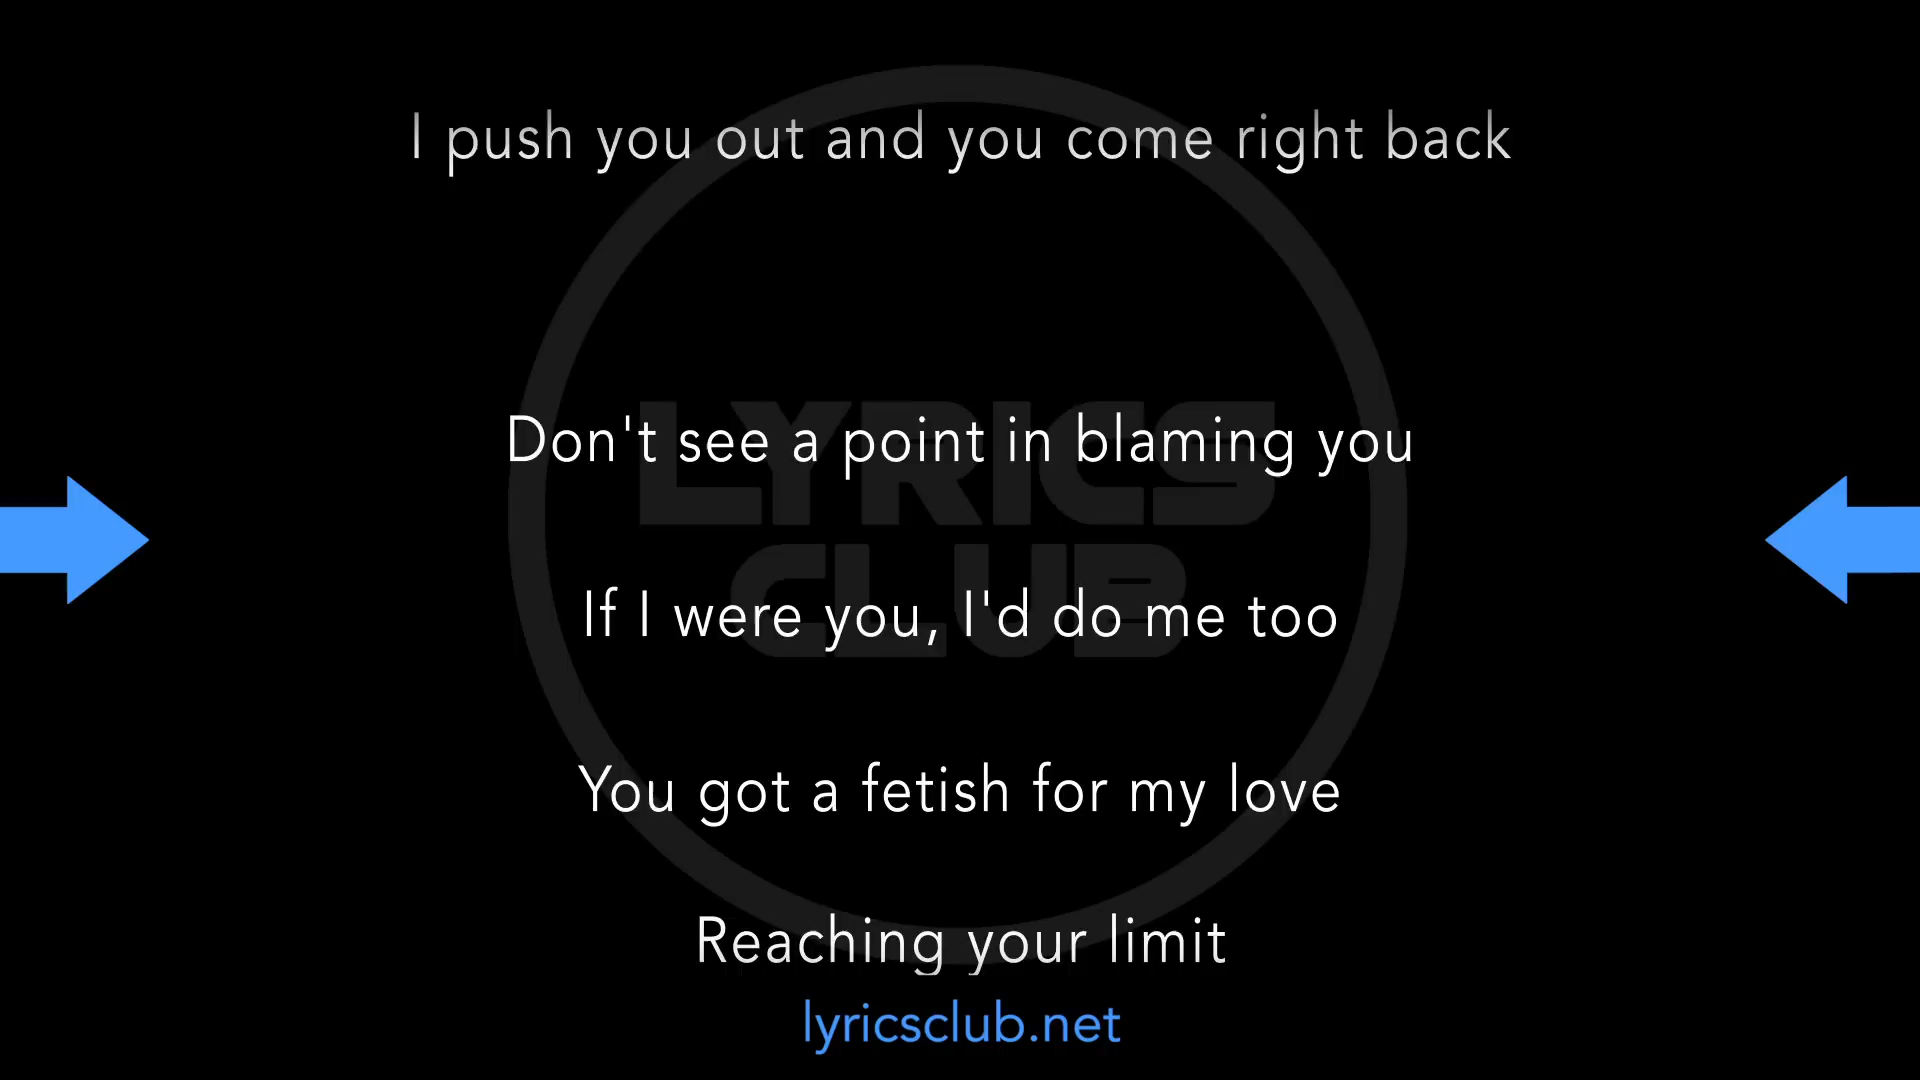 I push you out and you come right back
Don't see a point in blaming you
LYRICS
CLUB
If I were you, I'd do me too
You got a fetish for my love
Reaching your limit
lyricsclub.net